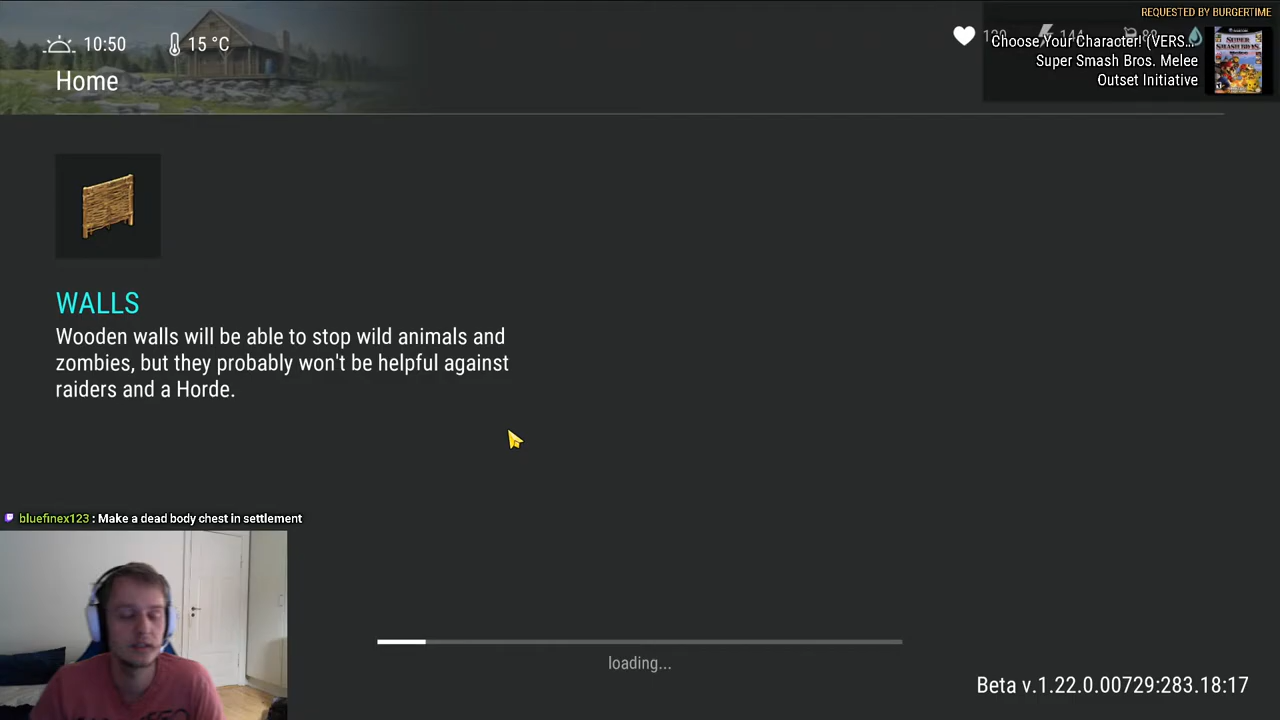 REQUESTED BY BURGERTIME
10:50
15 °C
Home
Choose Your Character! (VERS...
Super Smash Bros. Melee
Outset Initiative
WALLS
Wooden walls will be able to stop wild animals and
zombies, but they probably won't be helpful against
raiders and a Horde.
bluefinex123 : Make a dead body chest in settlement
loading...
Beta v.1.22.0.00729:283.18:17